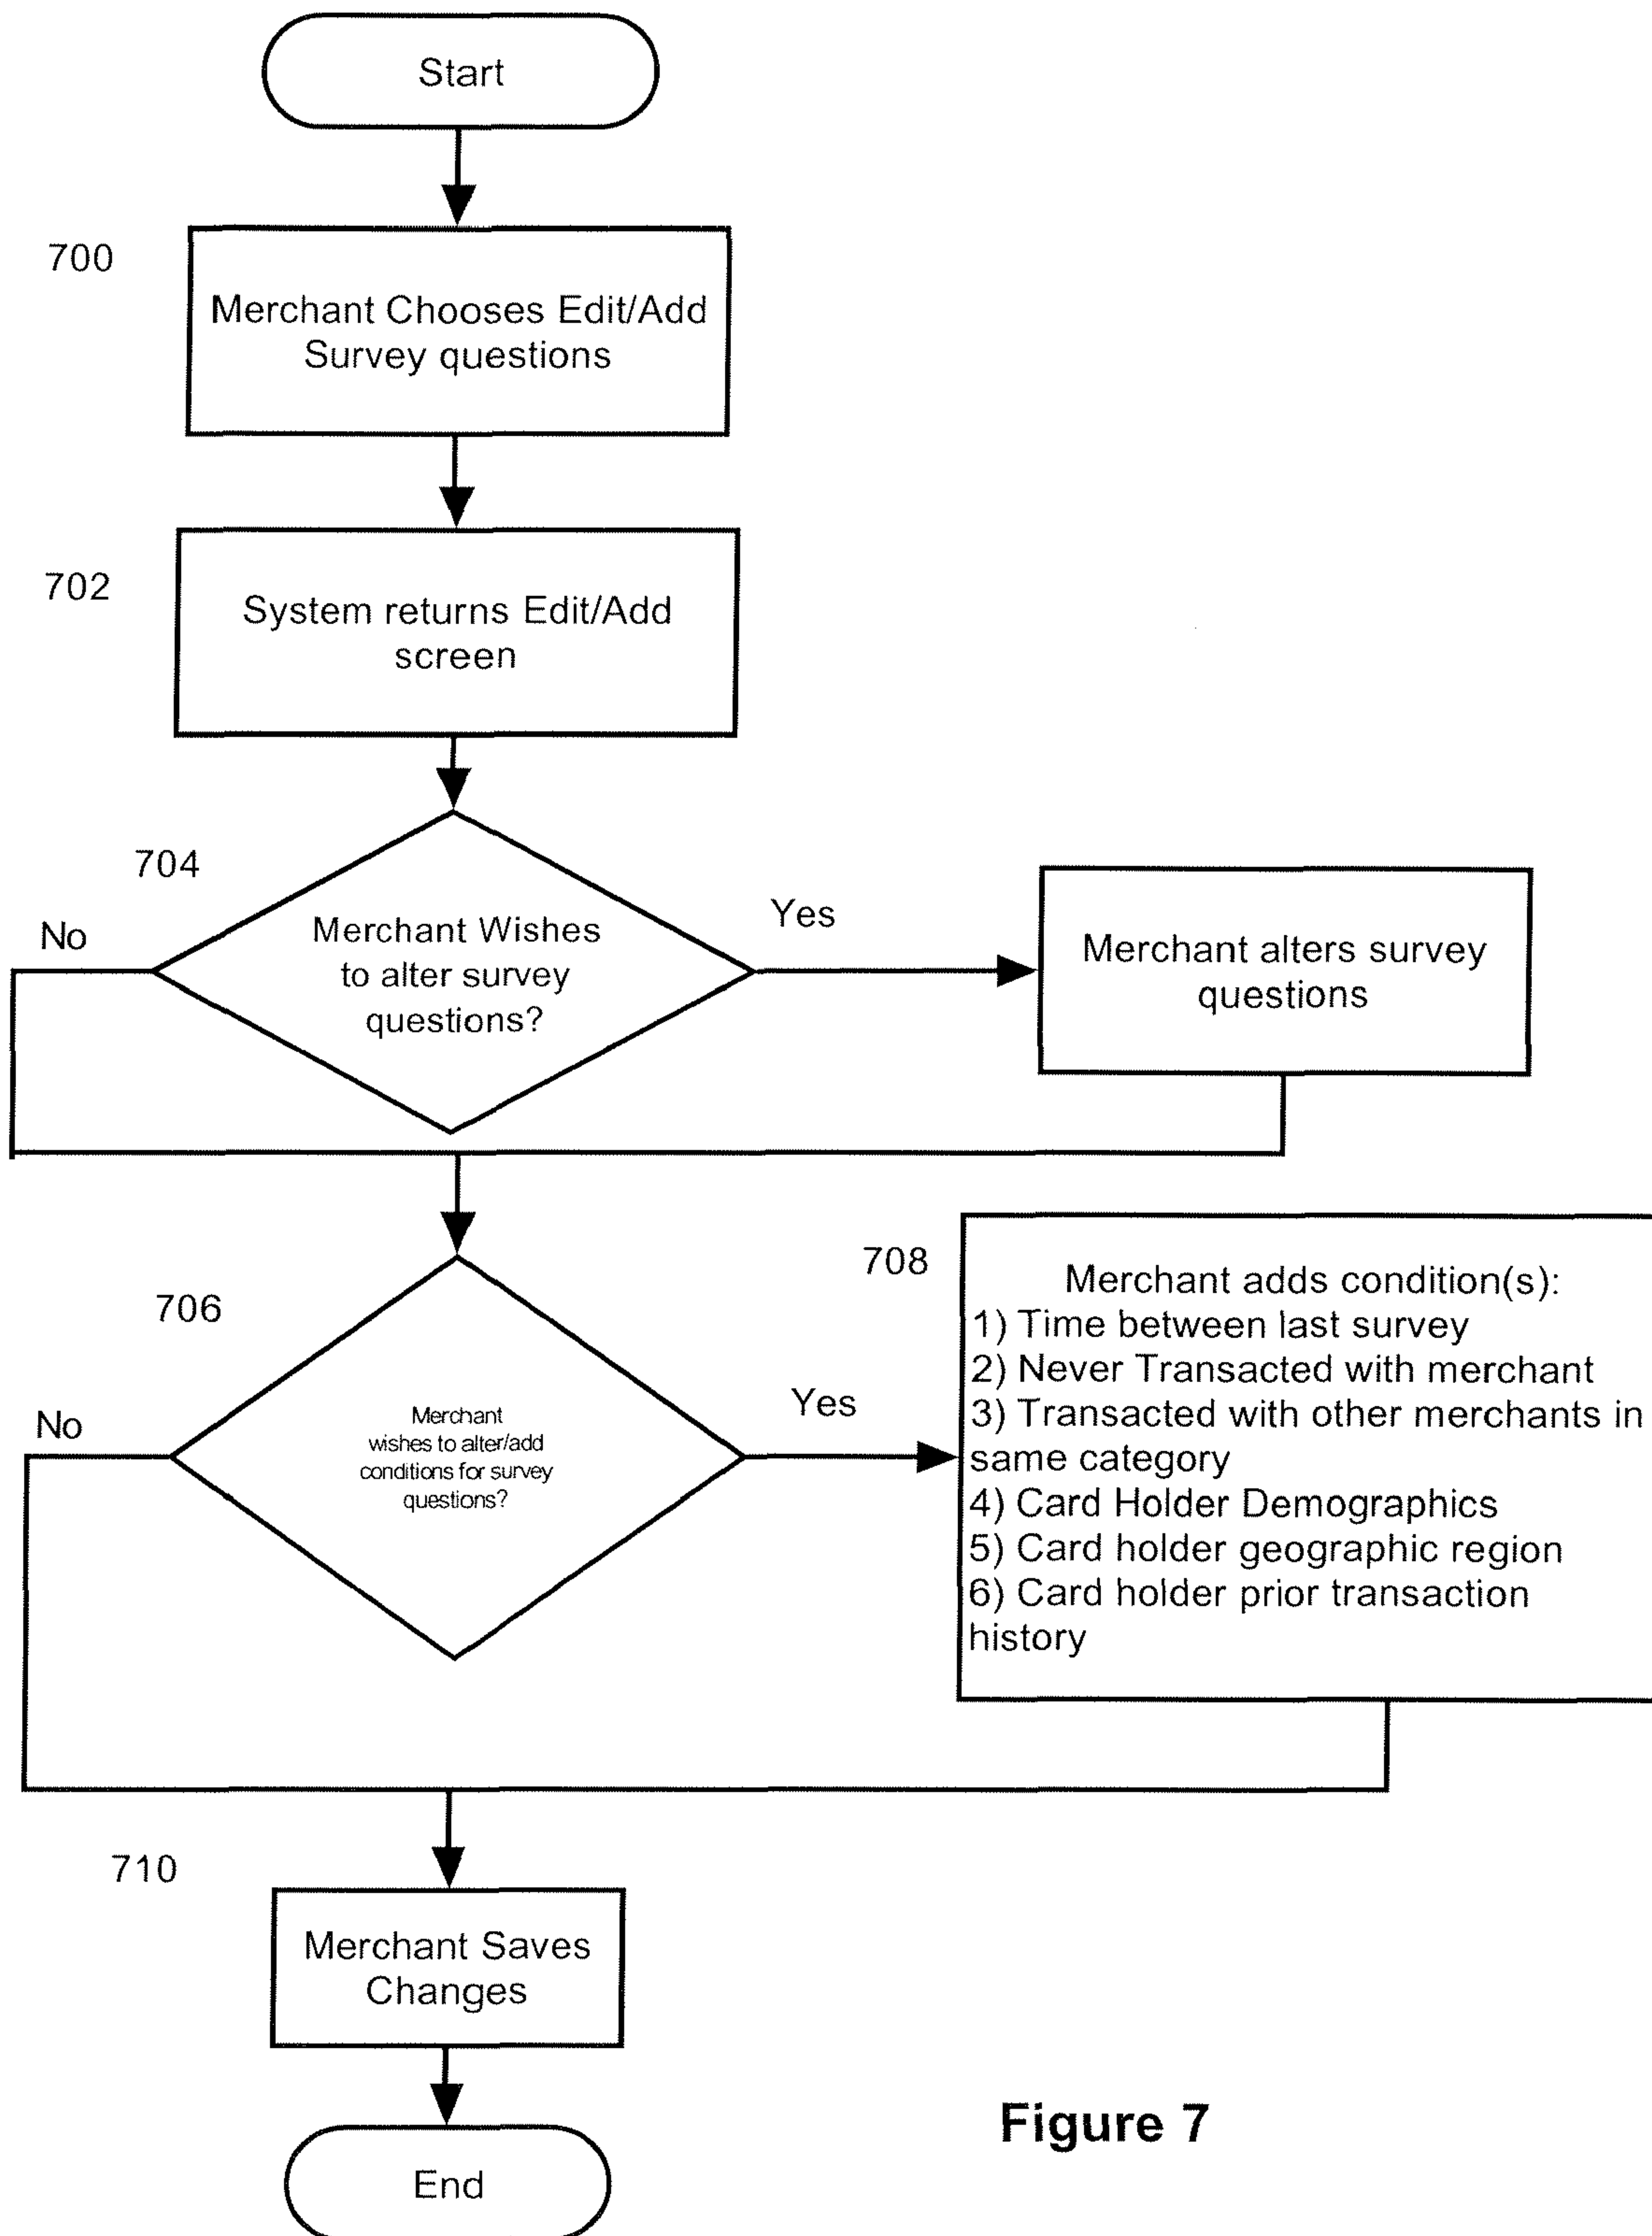 Start
700
Merchant Chooses Edit/Add
Survey questions
702
System returns Edit/Add
screen
704
No
Merchant Wishes
to alter survey
questions?
Yes
Merchant alters survey
questions
706
No
Merchant
wishes to alter/add
conditions for survey
questions?
Yes
708
Merchant adds condition(s):
1) Time between last survey
2) Never Transacted with merchant
3) Transacted with other merchants in
same category
4) Card Holder Demographics
5) Card holder geographic region
6) Card holder prior transaction
history
710
Merchant Saves
Changes
End
Figure 7